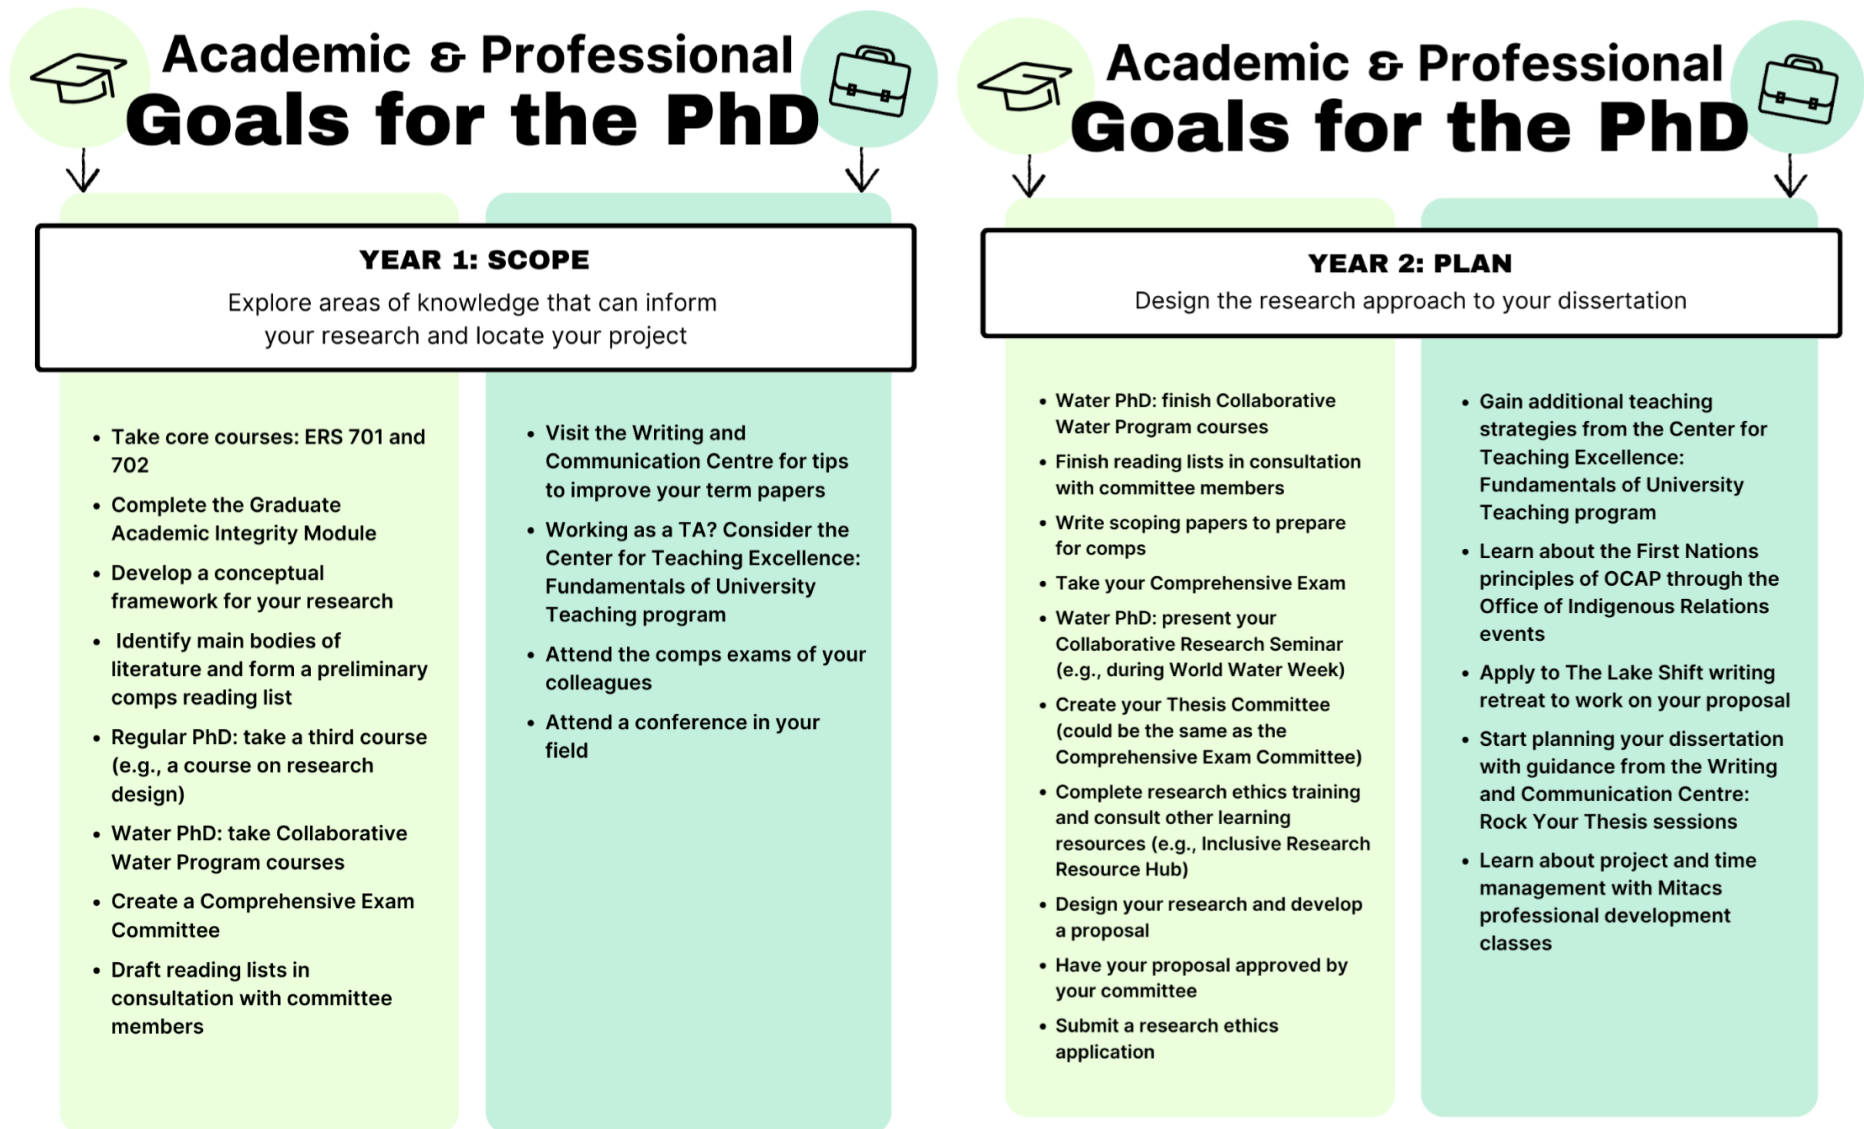 Academic & Professional
Goals for the PhD
YEAR 1: SCOPE
Explore areas of knowledge that can inform
your research and locate your project
• Take core courses: ERS 701 and
702
• Complete the Graduate
Academic Integrity Module
• Develop a conceptual
framework for your research
• Identify main bodies of
literature and form a preliminary
comps reading list
• Regular PhD: take a third course
(e.g., a course on research
design)
• Water PhD: take Collaborative
Water Program courses
• Create a Comprehensive Exam
Committee
• Draft reading lists in
consultation with committee
members
• Visit the Writing and
Communication Centre for tips
to improve your term papers
• Working as a TA? Consider the
Center for Teaching Excellence:
Fundamentals of University
Teaching program
• Attend the comps exams of your
colleagues
• Attend a conference in your
field
Academic & Professional
Goals for the PhD
YEAR 2: PLAN
Design the research approach to your dissertation
• Water PhD: finish Collaborative
Water Program courses
• Finish reading lists in consultation
with committee members
• Write scoping papers to prepare
for comps
• Take your Comprehensive Exam
• Water PhD: present your
Collaborative Research Seminar
(e.g., during World Water Week)
• Create your Thesis Committee
(could be the same as the
Comprehensive Exam Committee)
• Complete research ethics training
and consult other learning
resources (e.g., Inclusive Research
Resource Hub)
• Design your research and develop
a proposal
• Have your proposal approved by
your committee
• Submit a research ethics
application
• Gain additional teaching
strategies from the Center for
Teaching Excellence:
Fundamentals of University
Teaching program
• Learn about the First Nations
principles of OCAP through the
Office of Indigenous Relations
events
• Apply to The Lake Shift writing
retreat to work on your proposal
• Start planning your dissertation
with guidance from the Writing
and Communication Centre:
Rock Your Thesis sessions
• Learn about project and time
management with Mitacs
professional development
classes